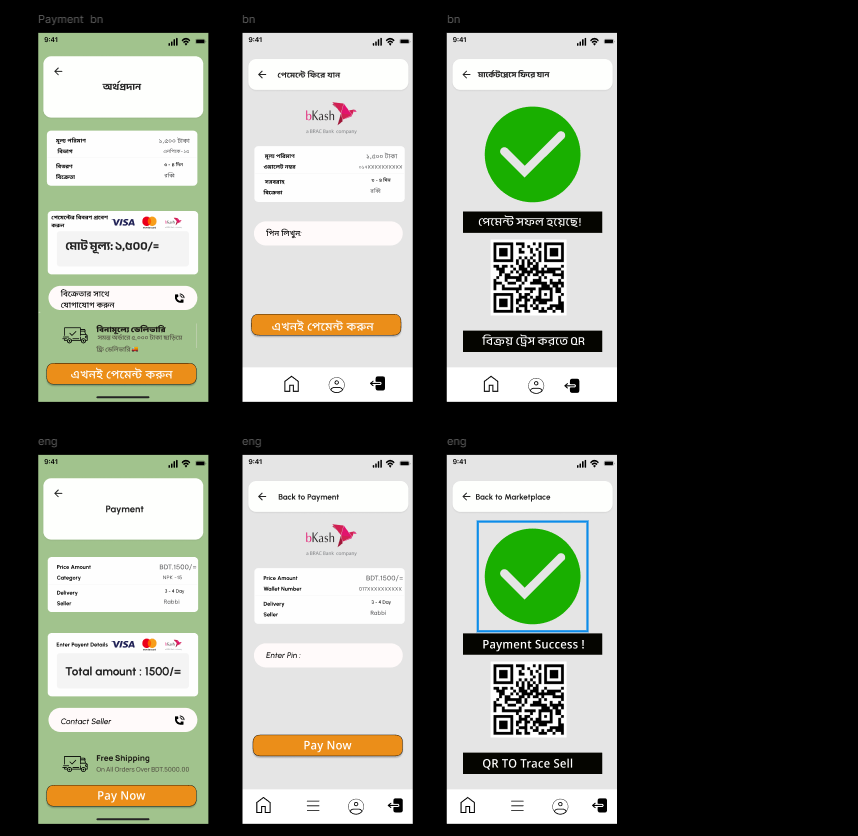 Payment bn
bn
bn
9:41
অর্থপ্রদান
মূল্য পরিমাণ ১,৫০০ টাকা
বিভাগ এনপিকে-১৫
বিতরণ ৩ - ৪ দিন
বিক্রেতা রাব্বি
পেমেন্টের বিবরণ প্রবেশ করুন VISA mastercard bKash
মোট মূল্য: ১,৫০০/=
বিক্রেতার সাথে
যোগাযোগ করুন
বিনামূল্যে ডেলিভারি
সমস্ত অর্ডারে ৫,০০০ টাকা ছাড়িয়ে
ফ্রি ডেলিভারি
এখনই পেমেন্ট করুন
9:41
পেমেন্টে ফিরে যান
bKash
a BRAC Bank company
মূল্য পরিমাণ ১,৫০০ টাকা
ওয়ালেট নম্বর ০১৭XXXXXXXXXX
সরবরাহ ৩ - ৪ দিন
বিক্রেতা রাব্বি
পিন লিখুন:
এখনই পেমেন্ট করুন
9:41
মার্কেটপ্লেসে ফিরে যান
পেমেন্ট সফল হয়েছে!
বিক্রয় ট্রেস করতে QR
eng
eng
eng
9:41
Payment
Price Amount BDT.1500/=
Category NPK - 15
Delivery 3 - 4 Day
Seller Rabbi
Enter Payent Details VISA mastercard bKash
Total amount : 1500/=
Contact Seller
Free Shipping
On All Orders Over BDT.5000.00
Pay Now
9:41
Back to Payment
bKash
a BRAC Bank company
Price Amount BDT.1500/=
Wallet Number 017XXXXXXXXXX
Delivery 3 - 4 Day
Seller Rabbi
Enter Pin :
Pay Now
9:41
Back to Marketplace
Payment Success !
QR TO Trace Sell